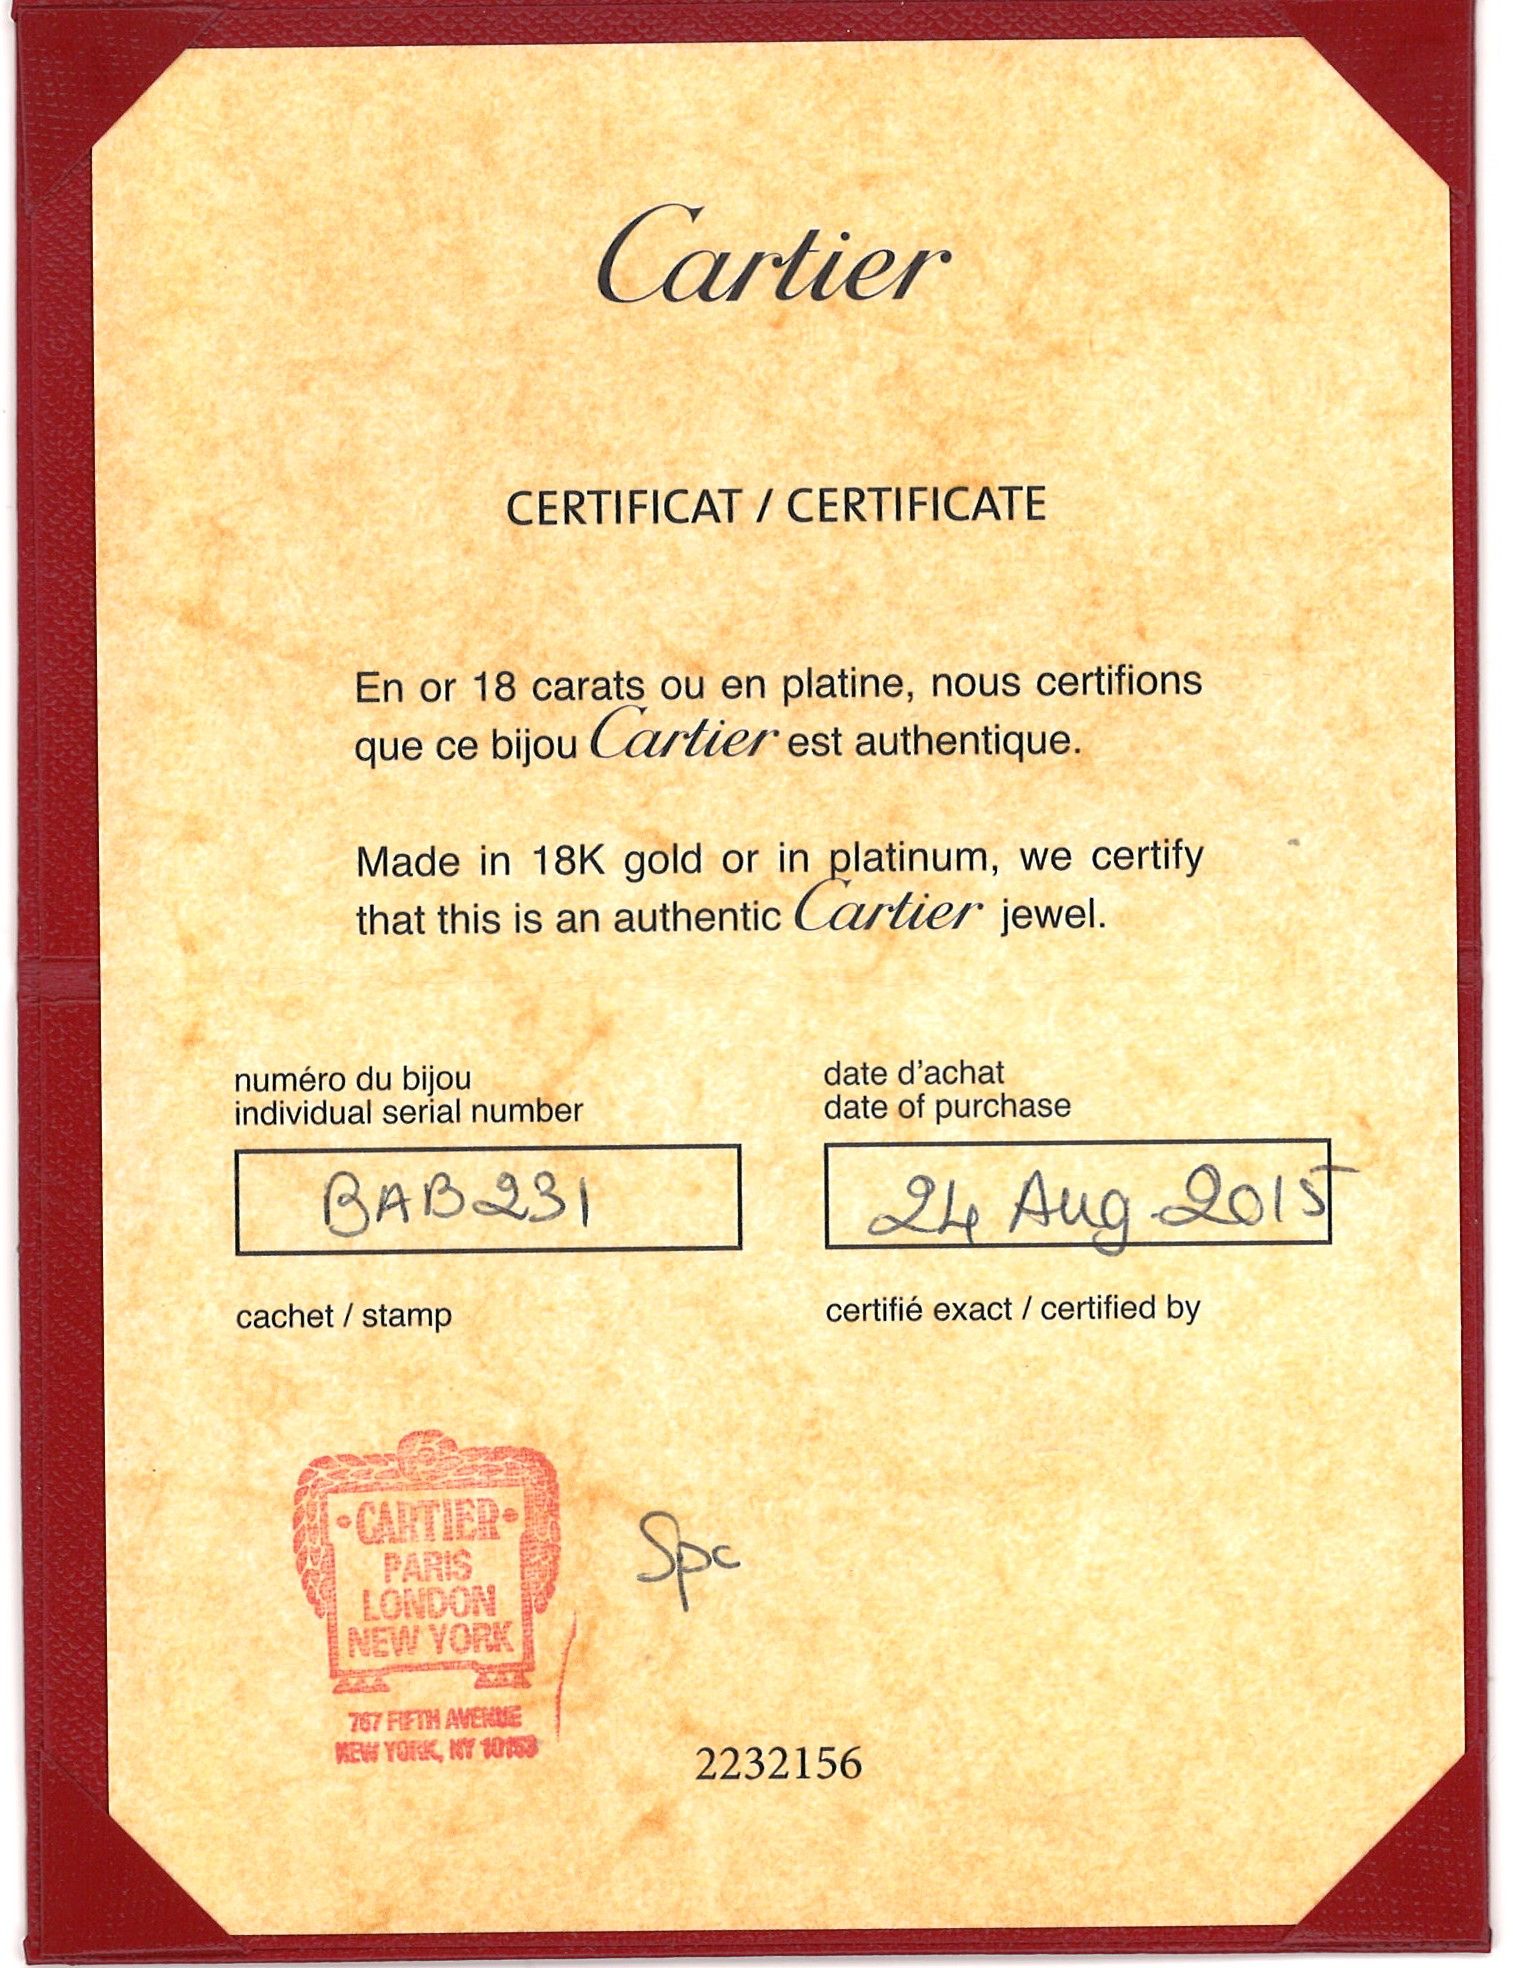 Cartier
CERTIFICAT / CERTIFICATE
En or 18 carats ou en platine, nous certifions
que ce bijou Cartier est authentique.
Made in 18K gold or in platinum, we certify
that this is an authentic Cartier jewel.
numéro du bijou
individual serial number
BAB231
date d'achat
date of purchase
24 Aug 2015
cachet / stamp
certifié exact / certified by
•CARTIER•
PARIS
LONDON
NEW YORK
767 FIFTH AVENUE
NEW YORK, NY 10153
Spc
2232156